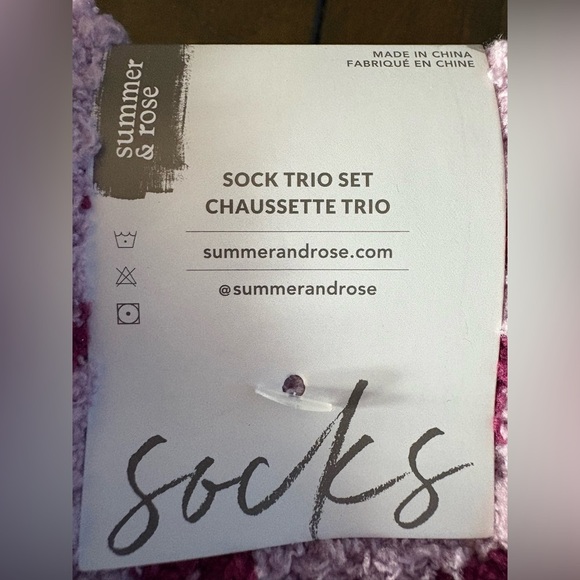 summer
& rose
MADE IN CHINA
FABRIQUÉ EN CHINE
SOCK TRIO SET
CHAUSSETTE TRIO
summerandrose.com
@summerandrose
socks